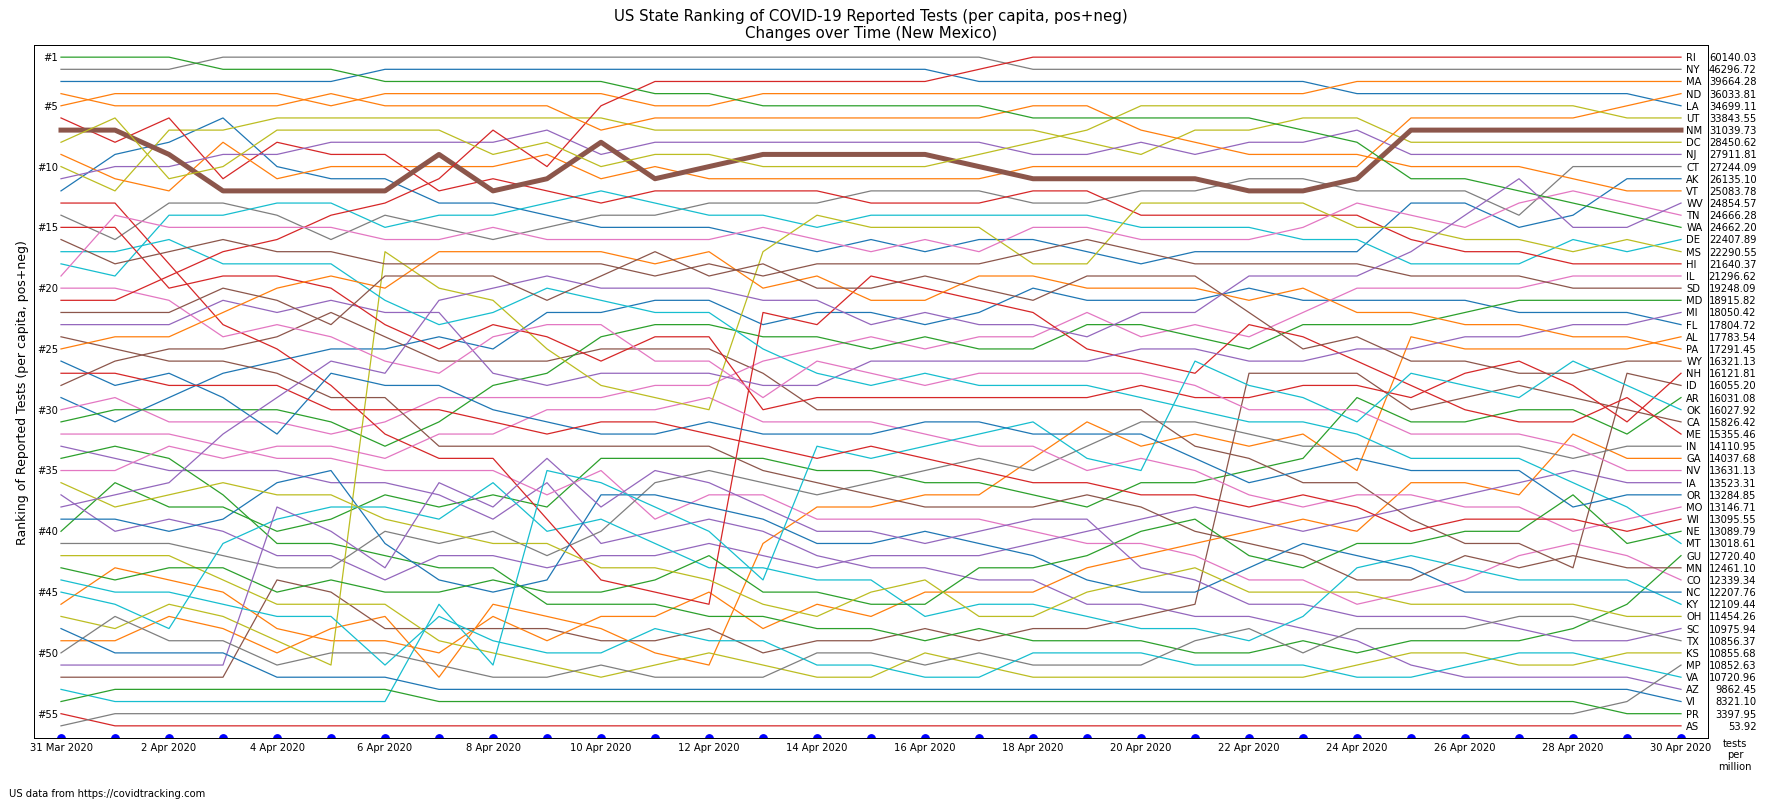 US State Ranking of COVID-19 Reported Tests (per capita, pos+neg)
Changes over Time (New Mexico)
Ranking of Reported Tests (per capita, pos+neg)
#1
#5
#10
#15
#20
#25
#30
#35
#40
#45
#50
#55
RI 60140.03
NY 46296.72
MA 39664.28
ND 36033.81
LA 34699.11
UT 33843.55
NM 31039.73
DC 28450.62
NJ 27911.81
CT 27244.09
AK 26135.10
VT 25083.78
WV 24854.57
TN 24666.28
WA 24662.20
DE 22407.89
MS 22290.55
HI 21640.37
IL 21296.62
SD 19248.09
MD 18915.82
MI 18050.42
FL 17804.72
AL 17783.54
PA 17291.45
WY 16321.13
NH 16121.81
ID 16055.20
AR 16031.08
OK 16027.92
CA 15826.42
ME 15355.46
IN 14110.95
GA 14037.68
NV 13631.13
IA 13523.31
OR 13284.85
MO 13146.71
WI 13095.55
NE 13089.79
MT 13018.61
GU 12720.40
MN 12461.10
CO 12339.34
NC 12207.76
KY 12109.44
OH 11454.26
SC 10975.94
TX 10856.37
KS 10855.68
MP 10852.63
VA 10720.96
AZ 9862.45
VI 8321.10
PR 3397.95
AS 53.92
31 Mar 2020
2 Apr 2020
4 Apr 2020
6 Apr 2020
8 Apr 2020
10 Apr 2020
12 Apr 2020
14 Apr 2020
16 Apr 2020
18 Apr 2020
20 Apr 2020
22 Apr 2020
24 Apr 2020
26 Apr 2020
28 Apr 2020
30 Apr 2020
tests
per
million
US data from https://covidtracking.com